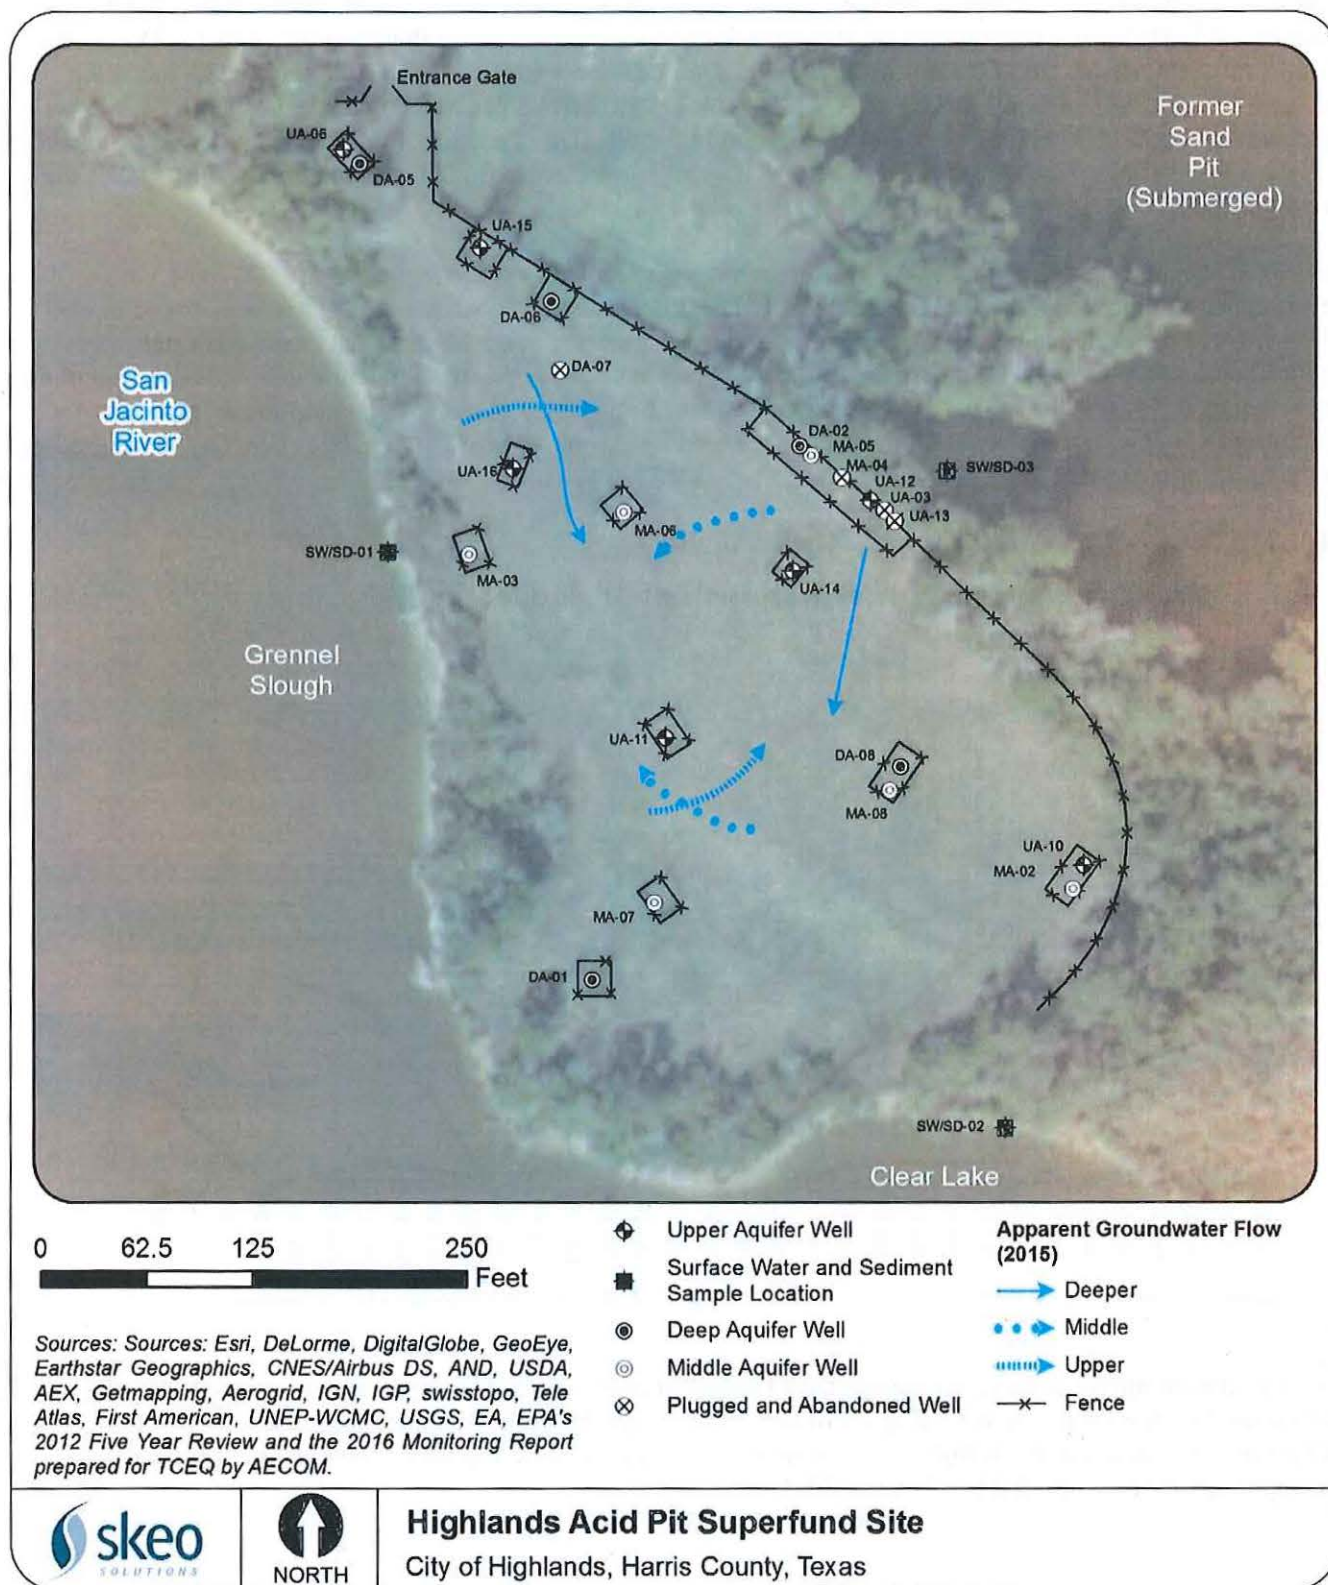 Entrance Gate
Former
Sand
Pit
(Submerged)
UA-06
DA-05
UA-15
DA-06
DA-07
San
Jacinto
River
DA-02
MA-05
MA-04
UA-12
UA-03
UA-13
SW/SD-03
UA-16
MA-06
SW/SD-01
MA-03
UA-14
Grennel
Slough
UA-11
DA-08
MA-08
UA-10
MA-02
MA-07
DA-01
SW/SD-02
Clear Lake
0 62.5 125 250
Feet
Upper Aquifer Well
Surface Water and Sediment
Sample Location
Deep Aquifer Well
Middle Aquifer Well
Plugged and Abandoned Well
Apparent Groundwater Flow
(2015)
Deeper
Middle
Upper
Fence
Sources: Sources: Esri, DeLorme, DigitalGlobe, GeoEye,
Earthstar Geographics, CNES/Airbus DS, AND, USDA,
AEX, Getmapping, Aerogrid, IGN, IGP, swisstopo, Tele
Atlas, First American, UNEP-WCMC, USGS, EA, EPA's
2012 Five Year Review and the 2016 Monitoring Report
prepared for TCEQ by AECOM.
skeo
SOLUTIONS
NORTH
Highlands Acid Pit Superfund Site
City of Highlands, Harris County, Texas